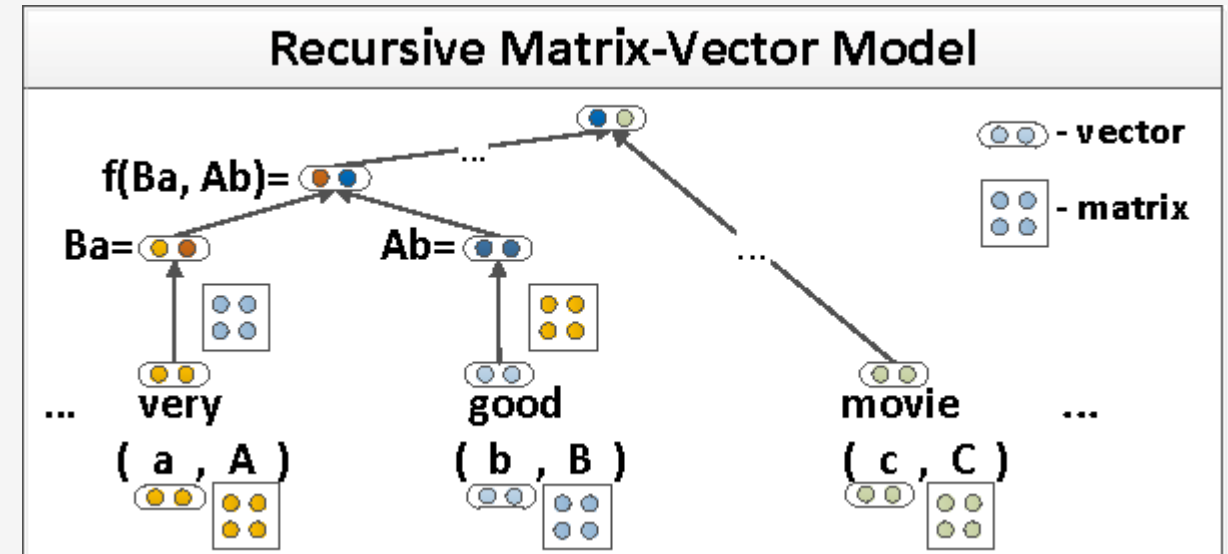 Recursive Matrix-Vector Model
- vector
...
f(Ba, Ab)=
- matrix
Ba=
Ab=
...
... very good movie ...
( a , A ) ( b , B ) ( c , C )